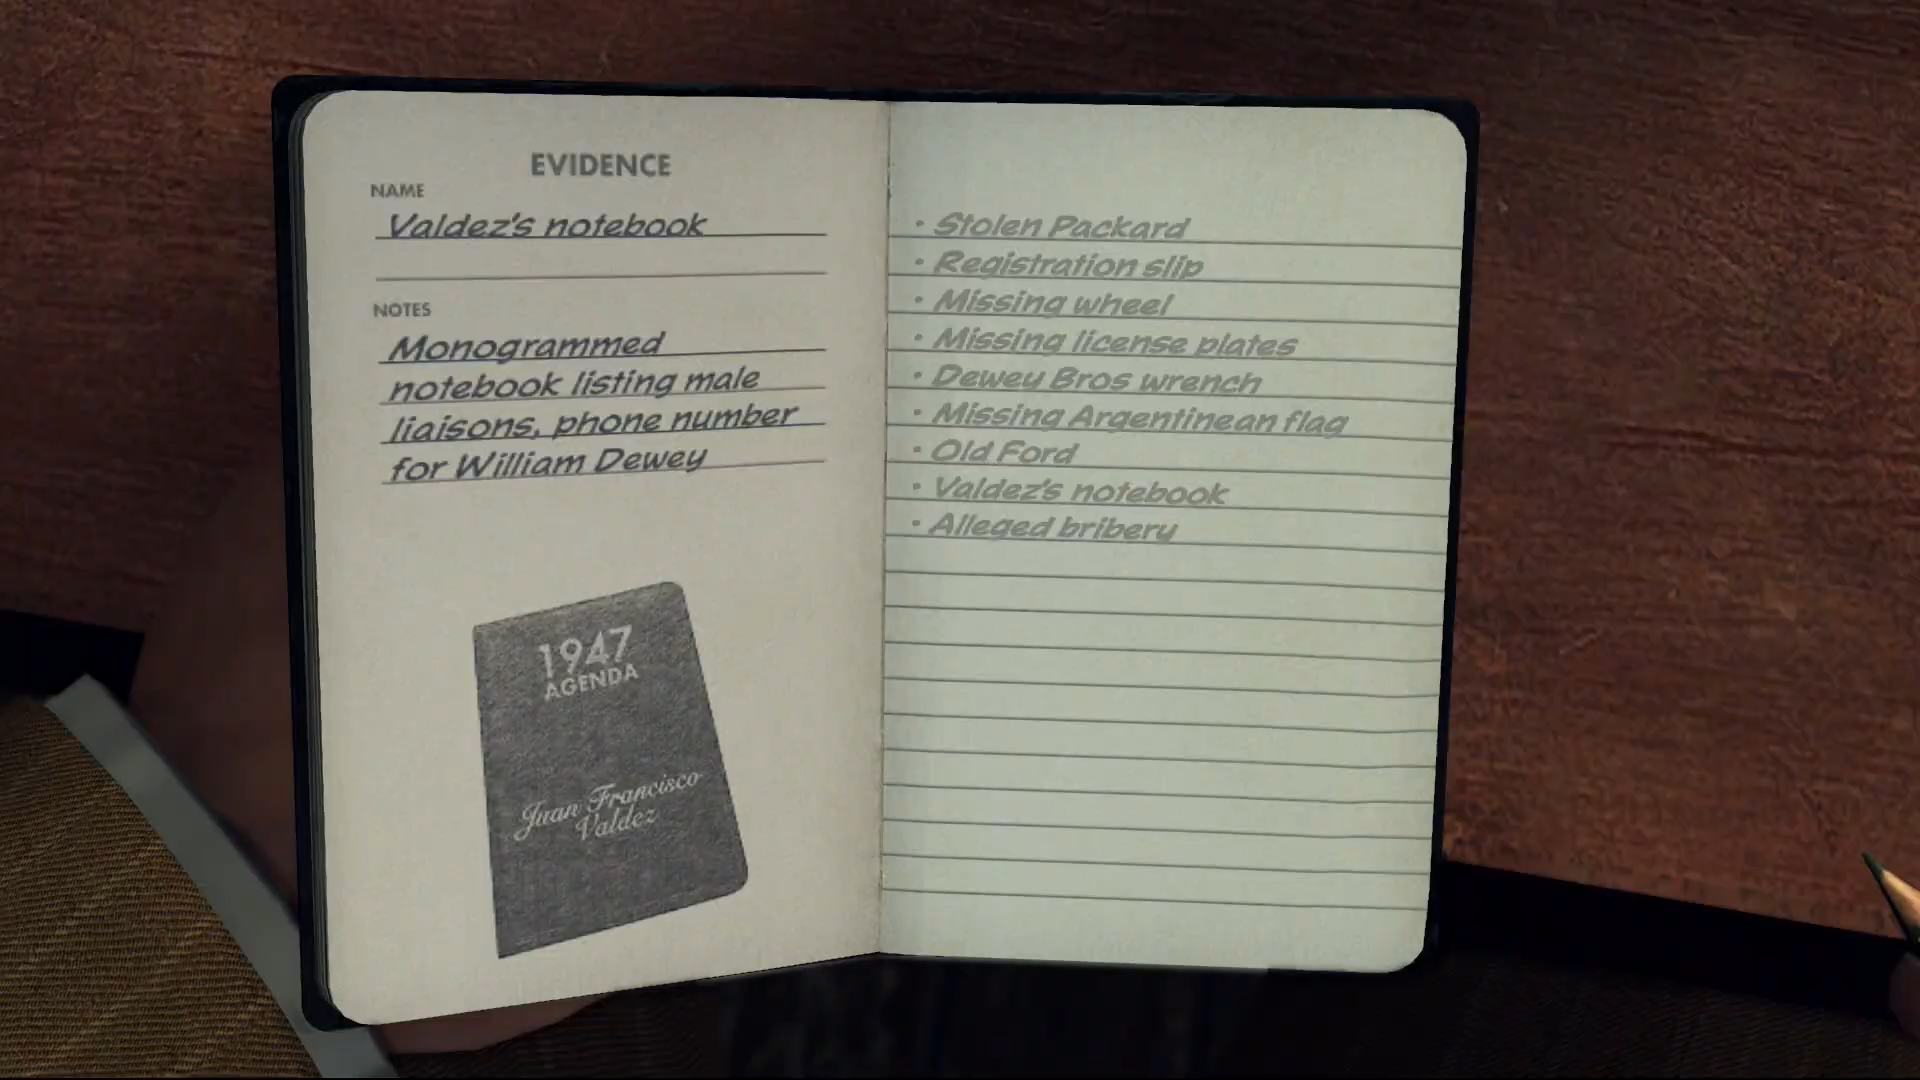 EVIDENCE
NAME
Valdez's notebook
NOTES
Monogrammed
notebook listing male
liaisons, phone number
for William Dewey
1947
AGENDA
Juan Francisco
Valdez
• Stolen Packard
• Registration slip
• Missing wheel
• Missing license plates
• Dewey Bros wrench
• Missing Argentinean flag
• Old Ford
• Valdez's notebook
• Alleged bribery